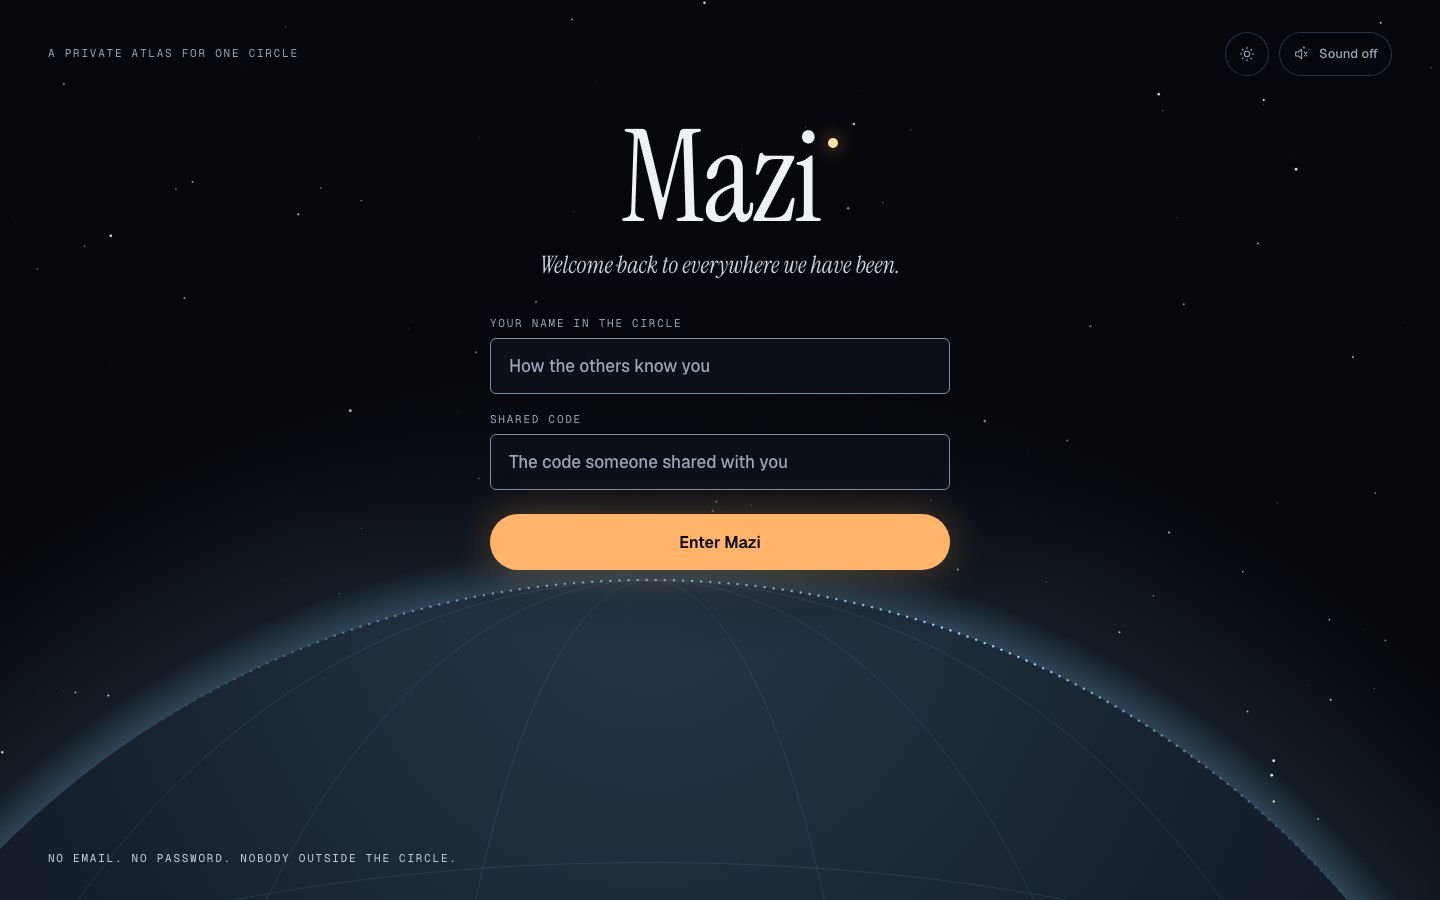 A PRIVATE ATLAS FOR ONE CIRCLE
Sound off
Mazi
Welcome back to everywhere we have been.
YOUR NAME IN THE CIRCLE
How the others know you
SHARED CODE
The code someone shared with you
Enter Mazi
NO EMAIL. NO PASSWORD. NOBODY OUTSIDE THE CIRCLE.